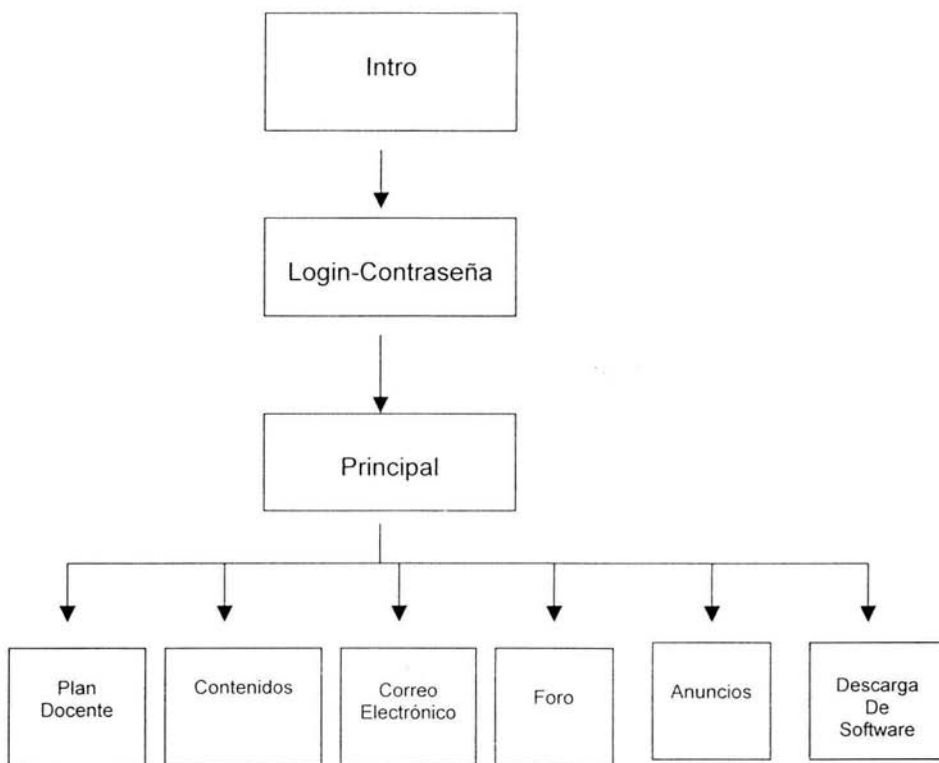 Intro
Login-Contraseña
Principal
Plan
Docente
Contenidos
Correo
Electrónico
Foro
Anuncios
Descarga
De
Software